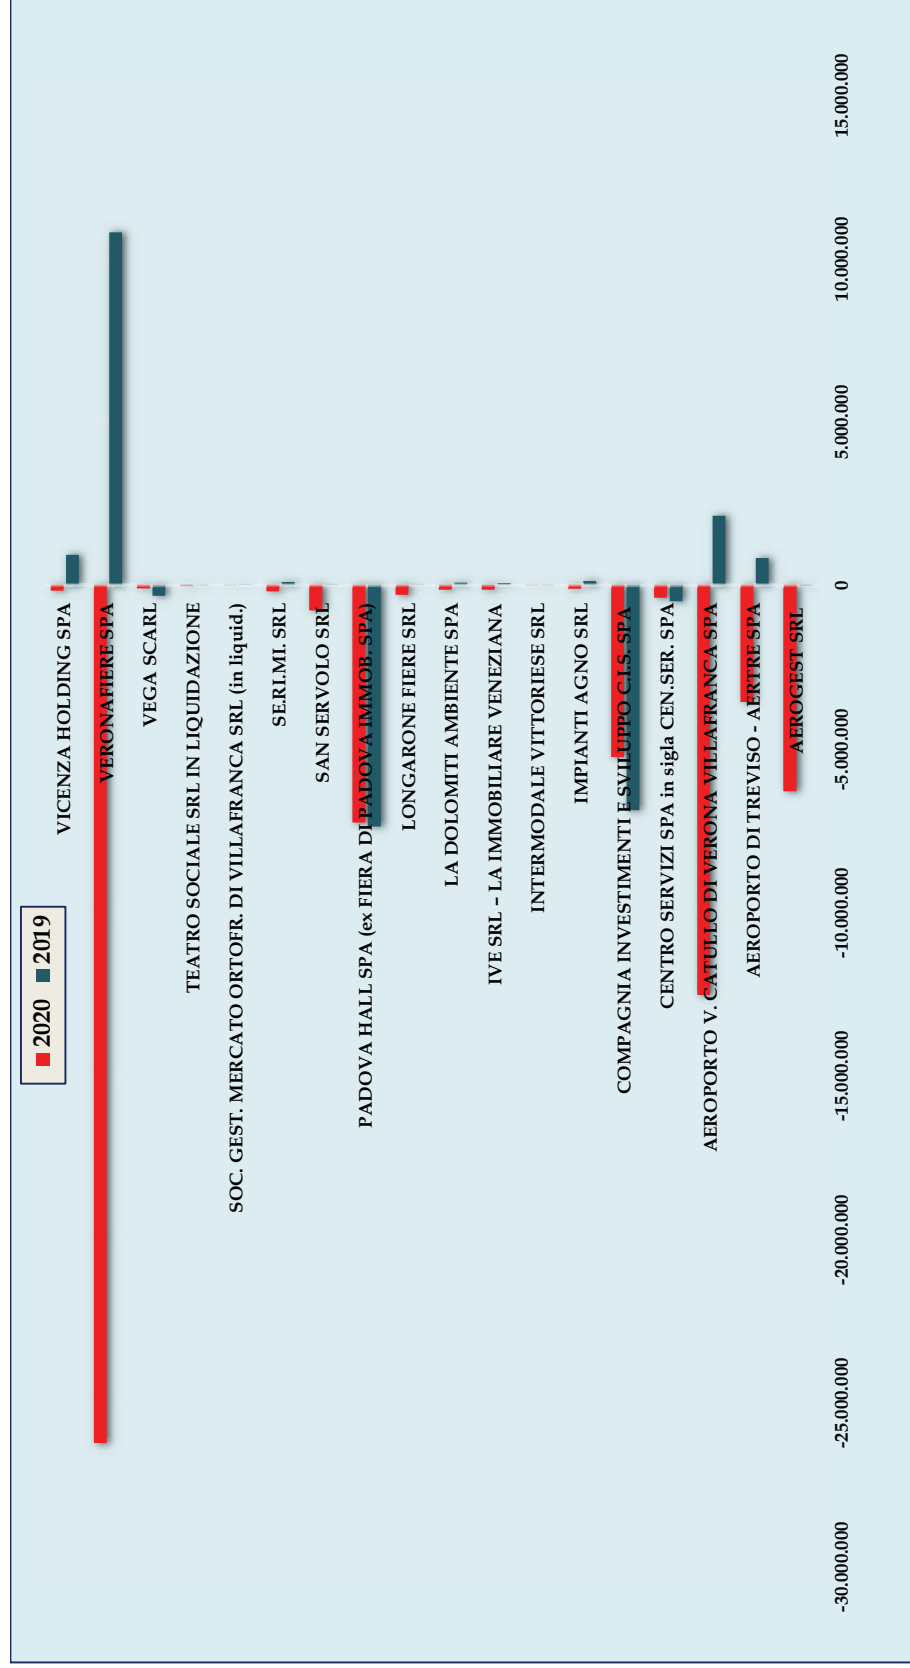 2020 2019
VICENZA HOLDING SPA
VERONAFIERE SPA
VEGA SCARL
TEATRO SOCIALE SRL IN LIQUIDAZIONE
SOC. GEST. MERCATO ORTOFR. DI VILLAFRANCA SRL (in liquid.)
SE.RI.MI. SRL
SAN SERVOLO SRL
PADOVA HALL SPA (ex FIERA DI PADOVA IMMOB. SPA)
LONGARONE FIERE SRL
LA DOLOMITI AMBIENTE SPA
IVE SRL – LA IMMOBILIARE VENEZIANA
INTERMODALE VITTORIESE SRL
IMPIANTI AGNO SRL
COMPAGNIA INVESTIMENTI E SVILUPPO C.I.S. SPA
CENTRO SERVIZI SPA in sigla CEN.SER. SPA
AEROPORTO V. CATULLO DI VERONA VILLAFRANCA SPA
AEROPORTO DI TREVISO - AERTRE SPA
AEROGEST SRL
-30.000.000 -25.000.000 -20.000.000 -15.000.000 -10.000.000 -5.000.000 0 5.000.000 10.000.000 15.000.000